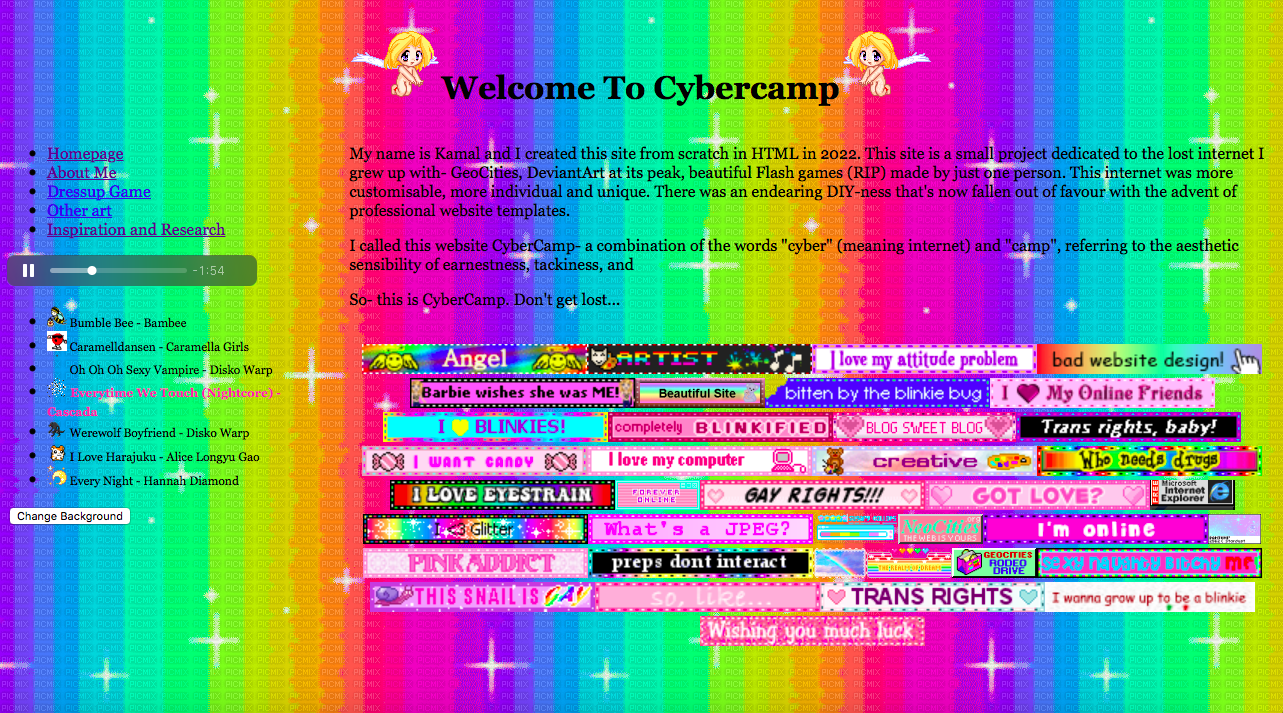 Welcome To Cybercamp
Homepage
About Me
Dressup Game
Other art
Inspiration and Research
-1:54
Bumble Bee - Bambee
Caramelldansen - Caramella Girls
Oh Oh Oh Sexy Vampire - Disko Warp
Everytime We Touch (Nightcore) -
Cascada
Werewolf Boyfriend - Disko Warp
I Love Harajuku - Alice Longyu Gao
Every Night - Hannah Diamond
Change Background
My name is Kamal and I created this site from scratch in HTML in 2022. This site is a small project dedicated to the lost internet I
grew up with- GeoCities, DeviantArt at its peak, beautiful Flash games (RIP) made by just one person. This internet was more
customisable, more individual and unique. There was an endearing DIY-ness that's now fallen out of favour with the advent of
professional website templates.
I called this website CyberCamp- a combination of the words "cyber" (meaning internet) and "camp", referring to the aesthetic
sensibility of earnestness, tackiness, and
So- this is CyberCamp. Don't get lost...
Angel ARTIST I love my attitude problem bad website design!
Barbie wishes she was ME! Beautiful Site bitten by the blinkie bug I My Online Friends
I BLINKIES! completely BLINKIFIED BLOG SWEET BLOG Trans rights, baby!
I WANT CANDY I love my computer creative Who needs drugs
I LOVE EYESTRAIN FOREVER ONLINE GAY RIGHTS!!! GOT LOVE? FREE Microsoft Internet Explorer
I <3 Glitter What's a JPEG? NeoCities THE WEB IS YOURS I'm online
PINK ADDICT preps dont interact GEOCITIES RODEO DRIVE sexy naughty bitchy me
THIS SNAIL IS GAY so, like... TRANS RIGHTS I wanna grow up to be a blinkie
Wishing you much luck